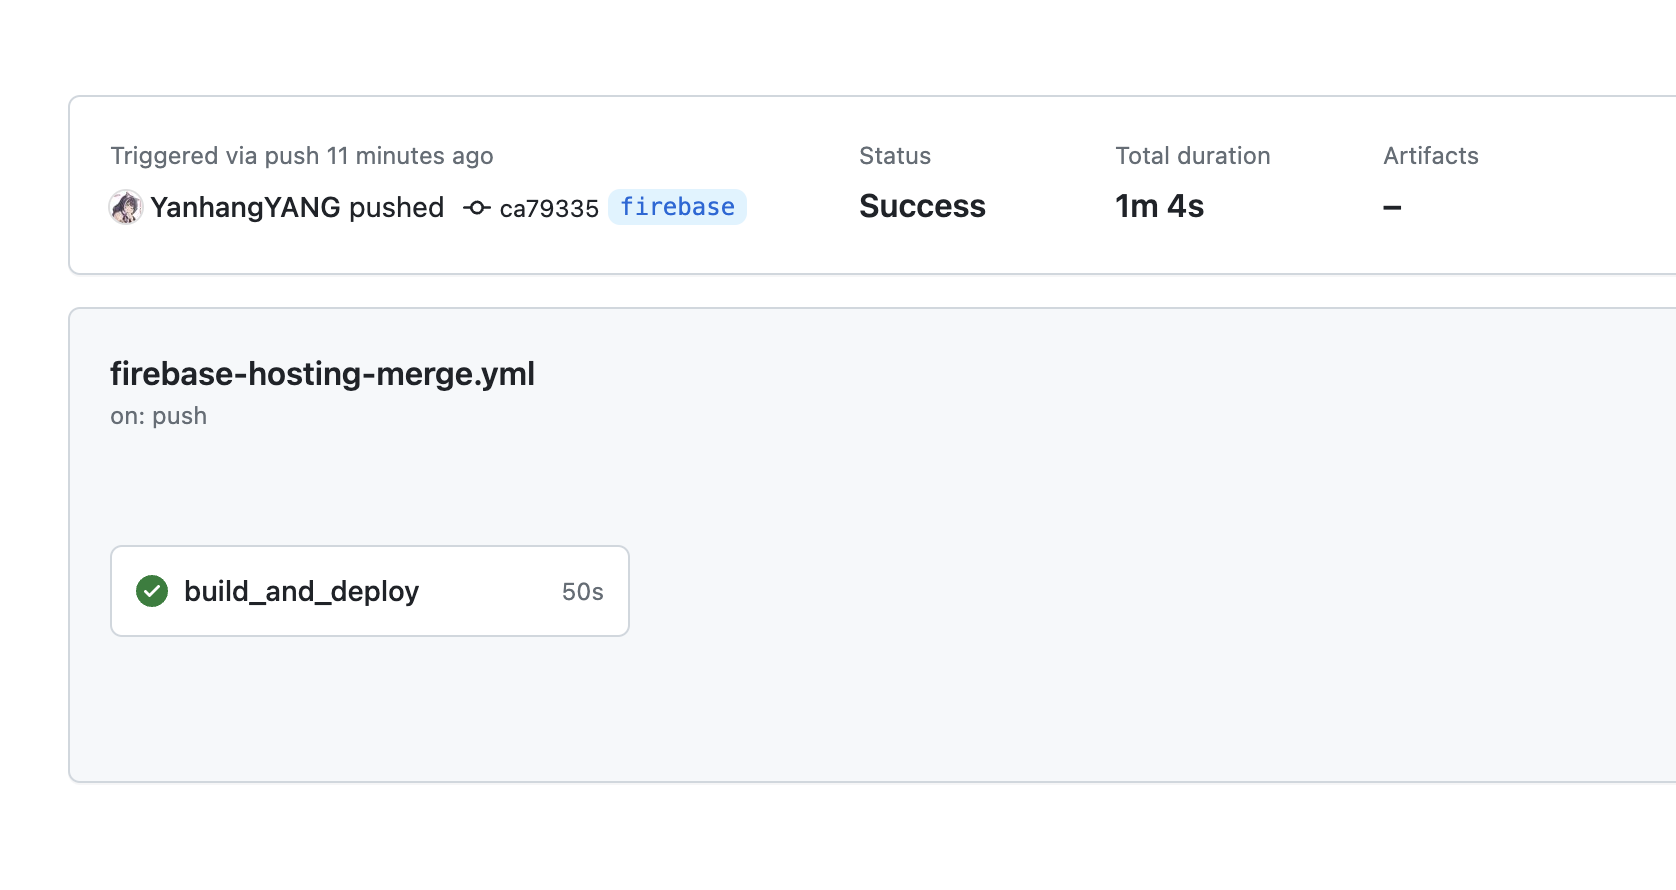 Triggered via push 11 minutes ago
YanhangYANG pushed ca79335 firebase
Status
Success
Total duration
1m 4s
Artifacts
–
firebase-hosting-merge.yml
on: push
build_and_deploy 50s